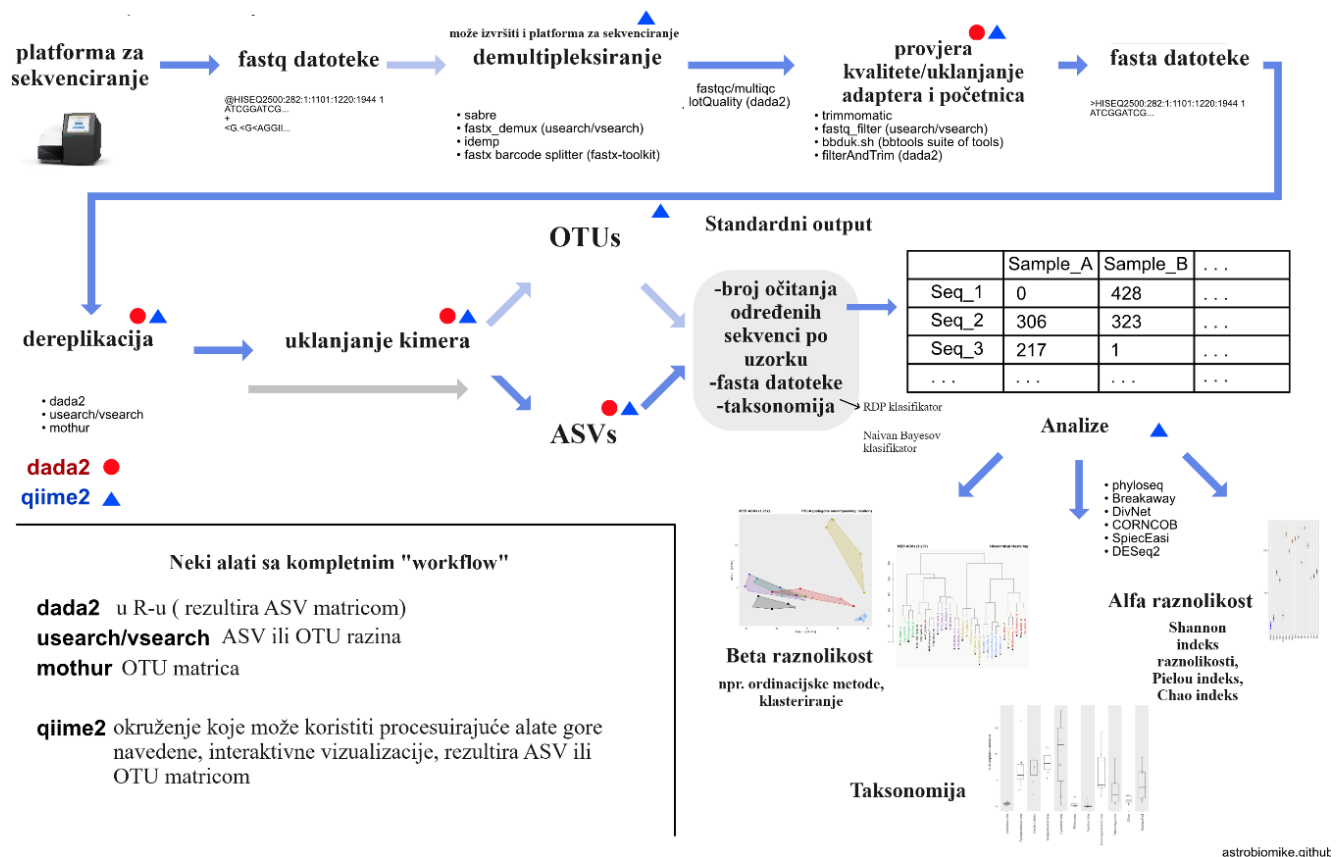 može izvršiti i platforma za sekvenciranje
platforma za
sekvenciranje
fastq datoteke
demultipleksiranje
provjera
kvalitete/uklanjanje
adaptera i početnica
fasta datoteke
@HISEQ2500:282:1:1101:1220:1944 1
ATCGGATCG...
+
<G.<G<AGGII...
• sabre
• fastx_demux (usearch/vsearch)
• idemp
• fastx barcode splitter (fastx-toolkit)
fastqc/multiqc
lotQuality (dada2)
• trimmomatic
• fastq_filter (usearch/vsearch)
• bbduk.sh (bbtools suite of tools)
• filterAndTrim (dada2)
>HISEQ2500:282:1:1101:1220:1944 1
ATCGGATCG...
OTUs
Standardni output
dereplikacija
uklanjanje kimera
ASVs
• dada2
• usearch/vsearch
• mothur
dada2
qiime2
-broj očitanja
određenih
sekvenci po
uzorku
-fasta datoteke
-taksonomija
RDP klasifikator
Naivan Bayesov
klasifikator
Sample_A Sample_B . . .
Seq_1 0 428 . . .
Seq_2 306 323 . . .
Seq_3 217 1 . . .
. . . . . . . . . . . .
Analize
• phyloseq
• Breakaway
• DivNet
• CORNCOB
• SpiecEasi
• DESeq2
Beta raznolikost
npr. ordinacijske metode,
klasteriranje
Alfa raznolikost
Shannon
indeks
raznolikosti,
Pielou indeks,
Chao indeks
Taksonomija
Neki alati sa kompletnim "workflow"
dada2 u R-u ( rezultira ASV matricom)
usearch/vsearch ASV ili OTU razina
mothur OTU matrica
qiime2 okruženje koje može koristiti procesuirajuće alate gore
navedene, interaktivne vizualizacije, rezultira ASV ili
OTU matricom
astrobiomike.github